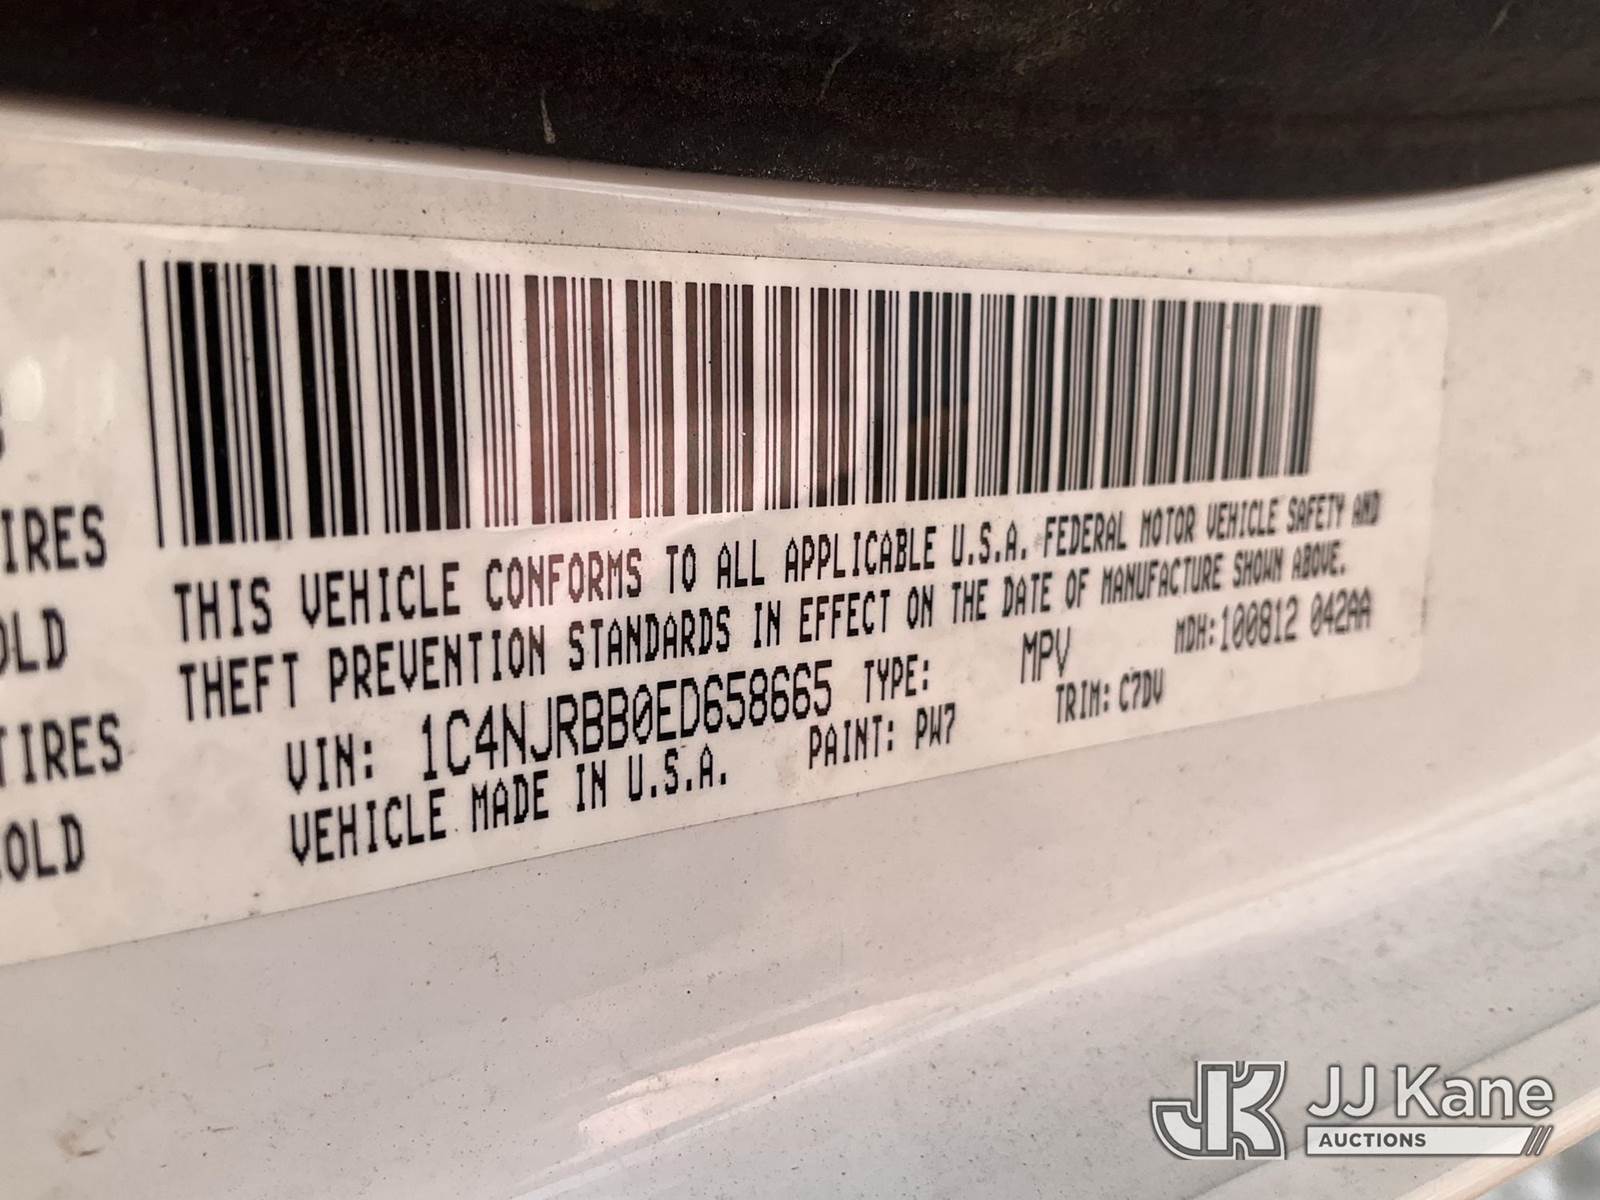 IRES
OLD
TIRES
OLD
THIS VEHICLE CONFORMS TO ALL APPLICABLE U.S.A. FEDERAL MOTOR VEHICLE SAFETY AND
THEFT PREVENTION STANDARDS IN EFFECT ON THE DATE OF MANUFACTURE SHOWN ABOVE.
VIN: 1C4NJRBB0ED658665 TYPE: MPV MDH:100812 042AA
VEHICLE MADE IN U.S.A. PAINT: PW7 TRIM: C7DV
JK JJ Kane
AUCTIONS